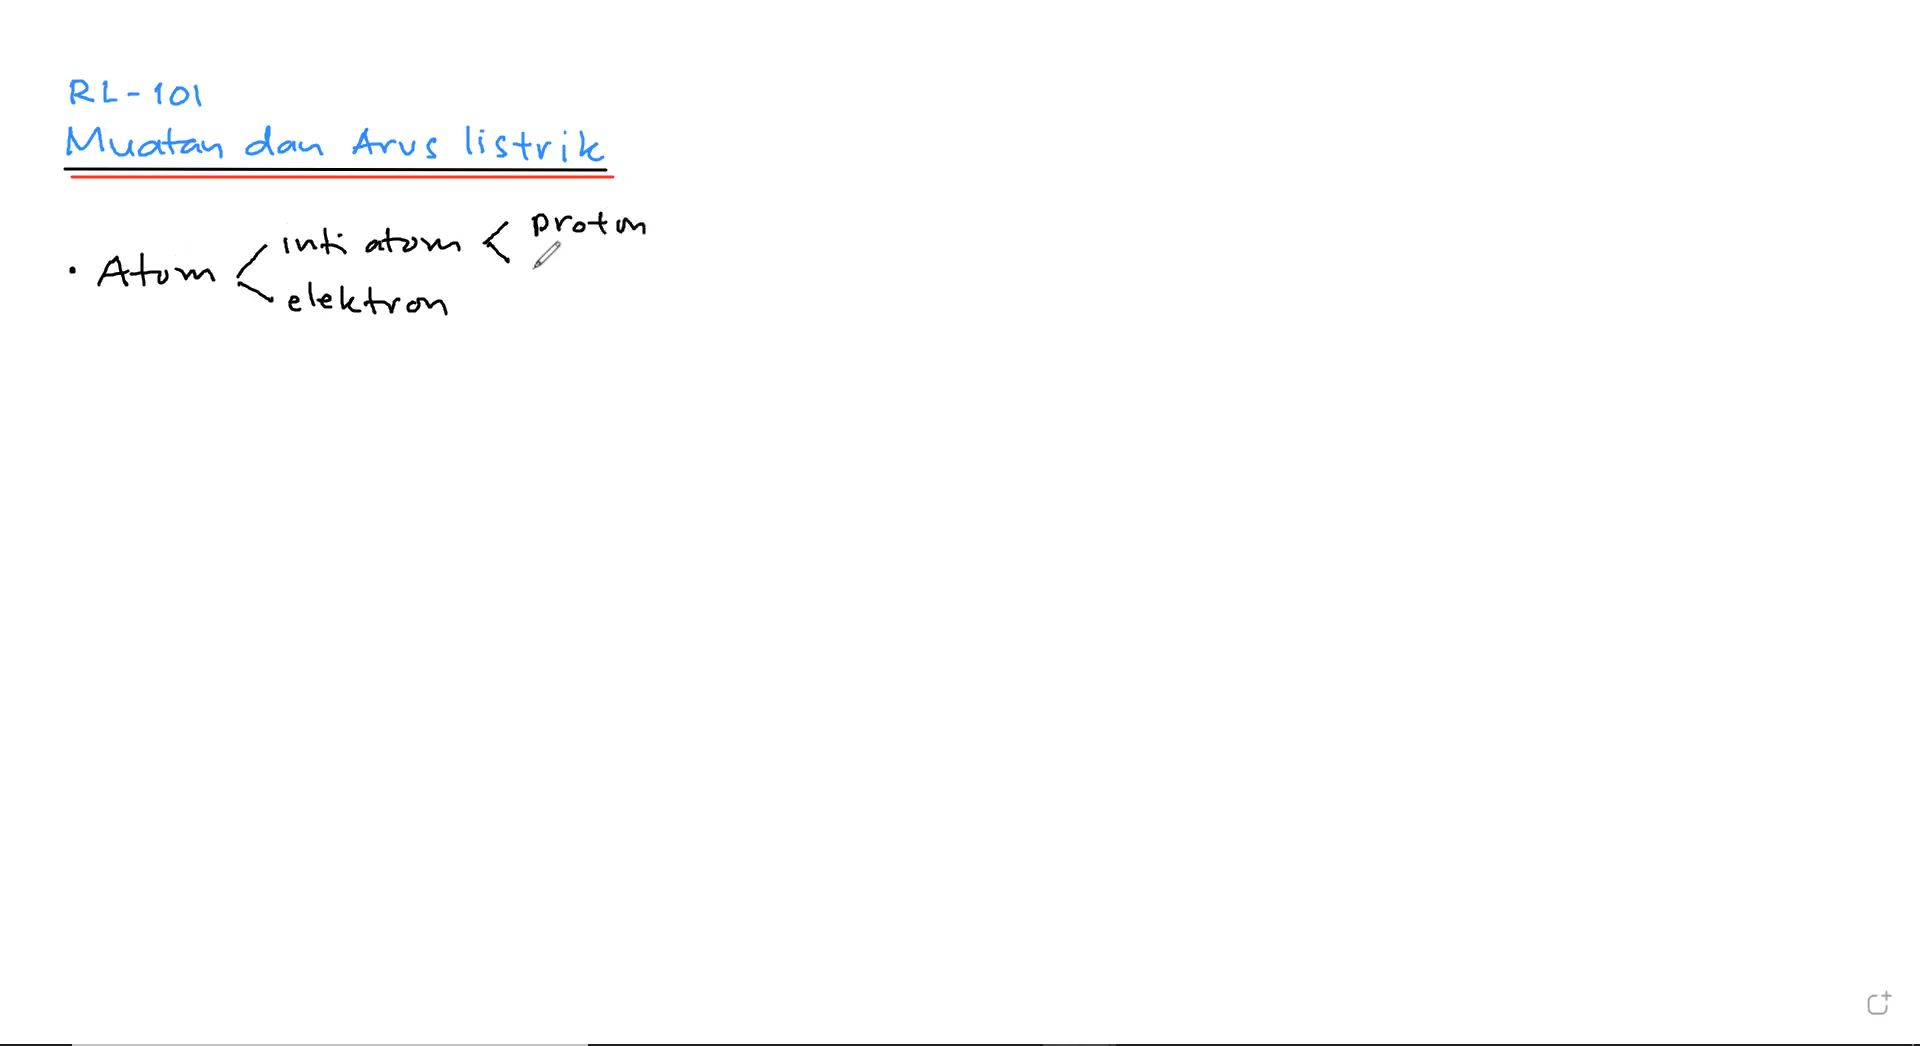 RL-101
Muatan dan Arus listrik
• Atom < inti atom < proton
elektron